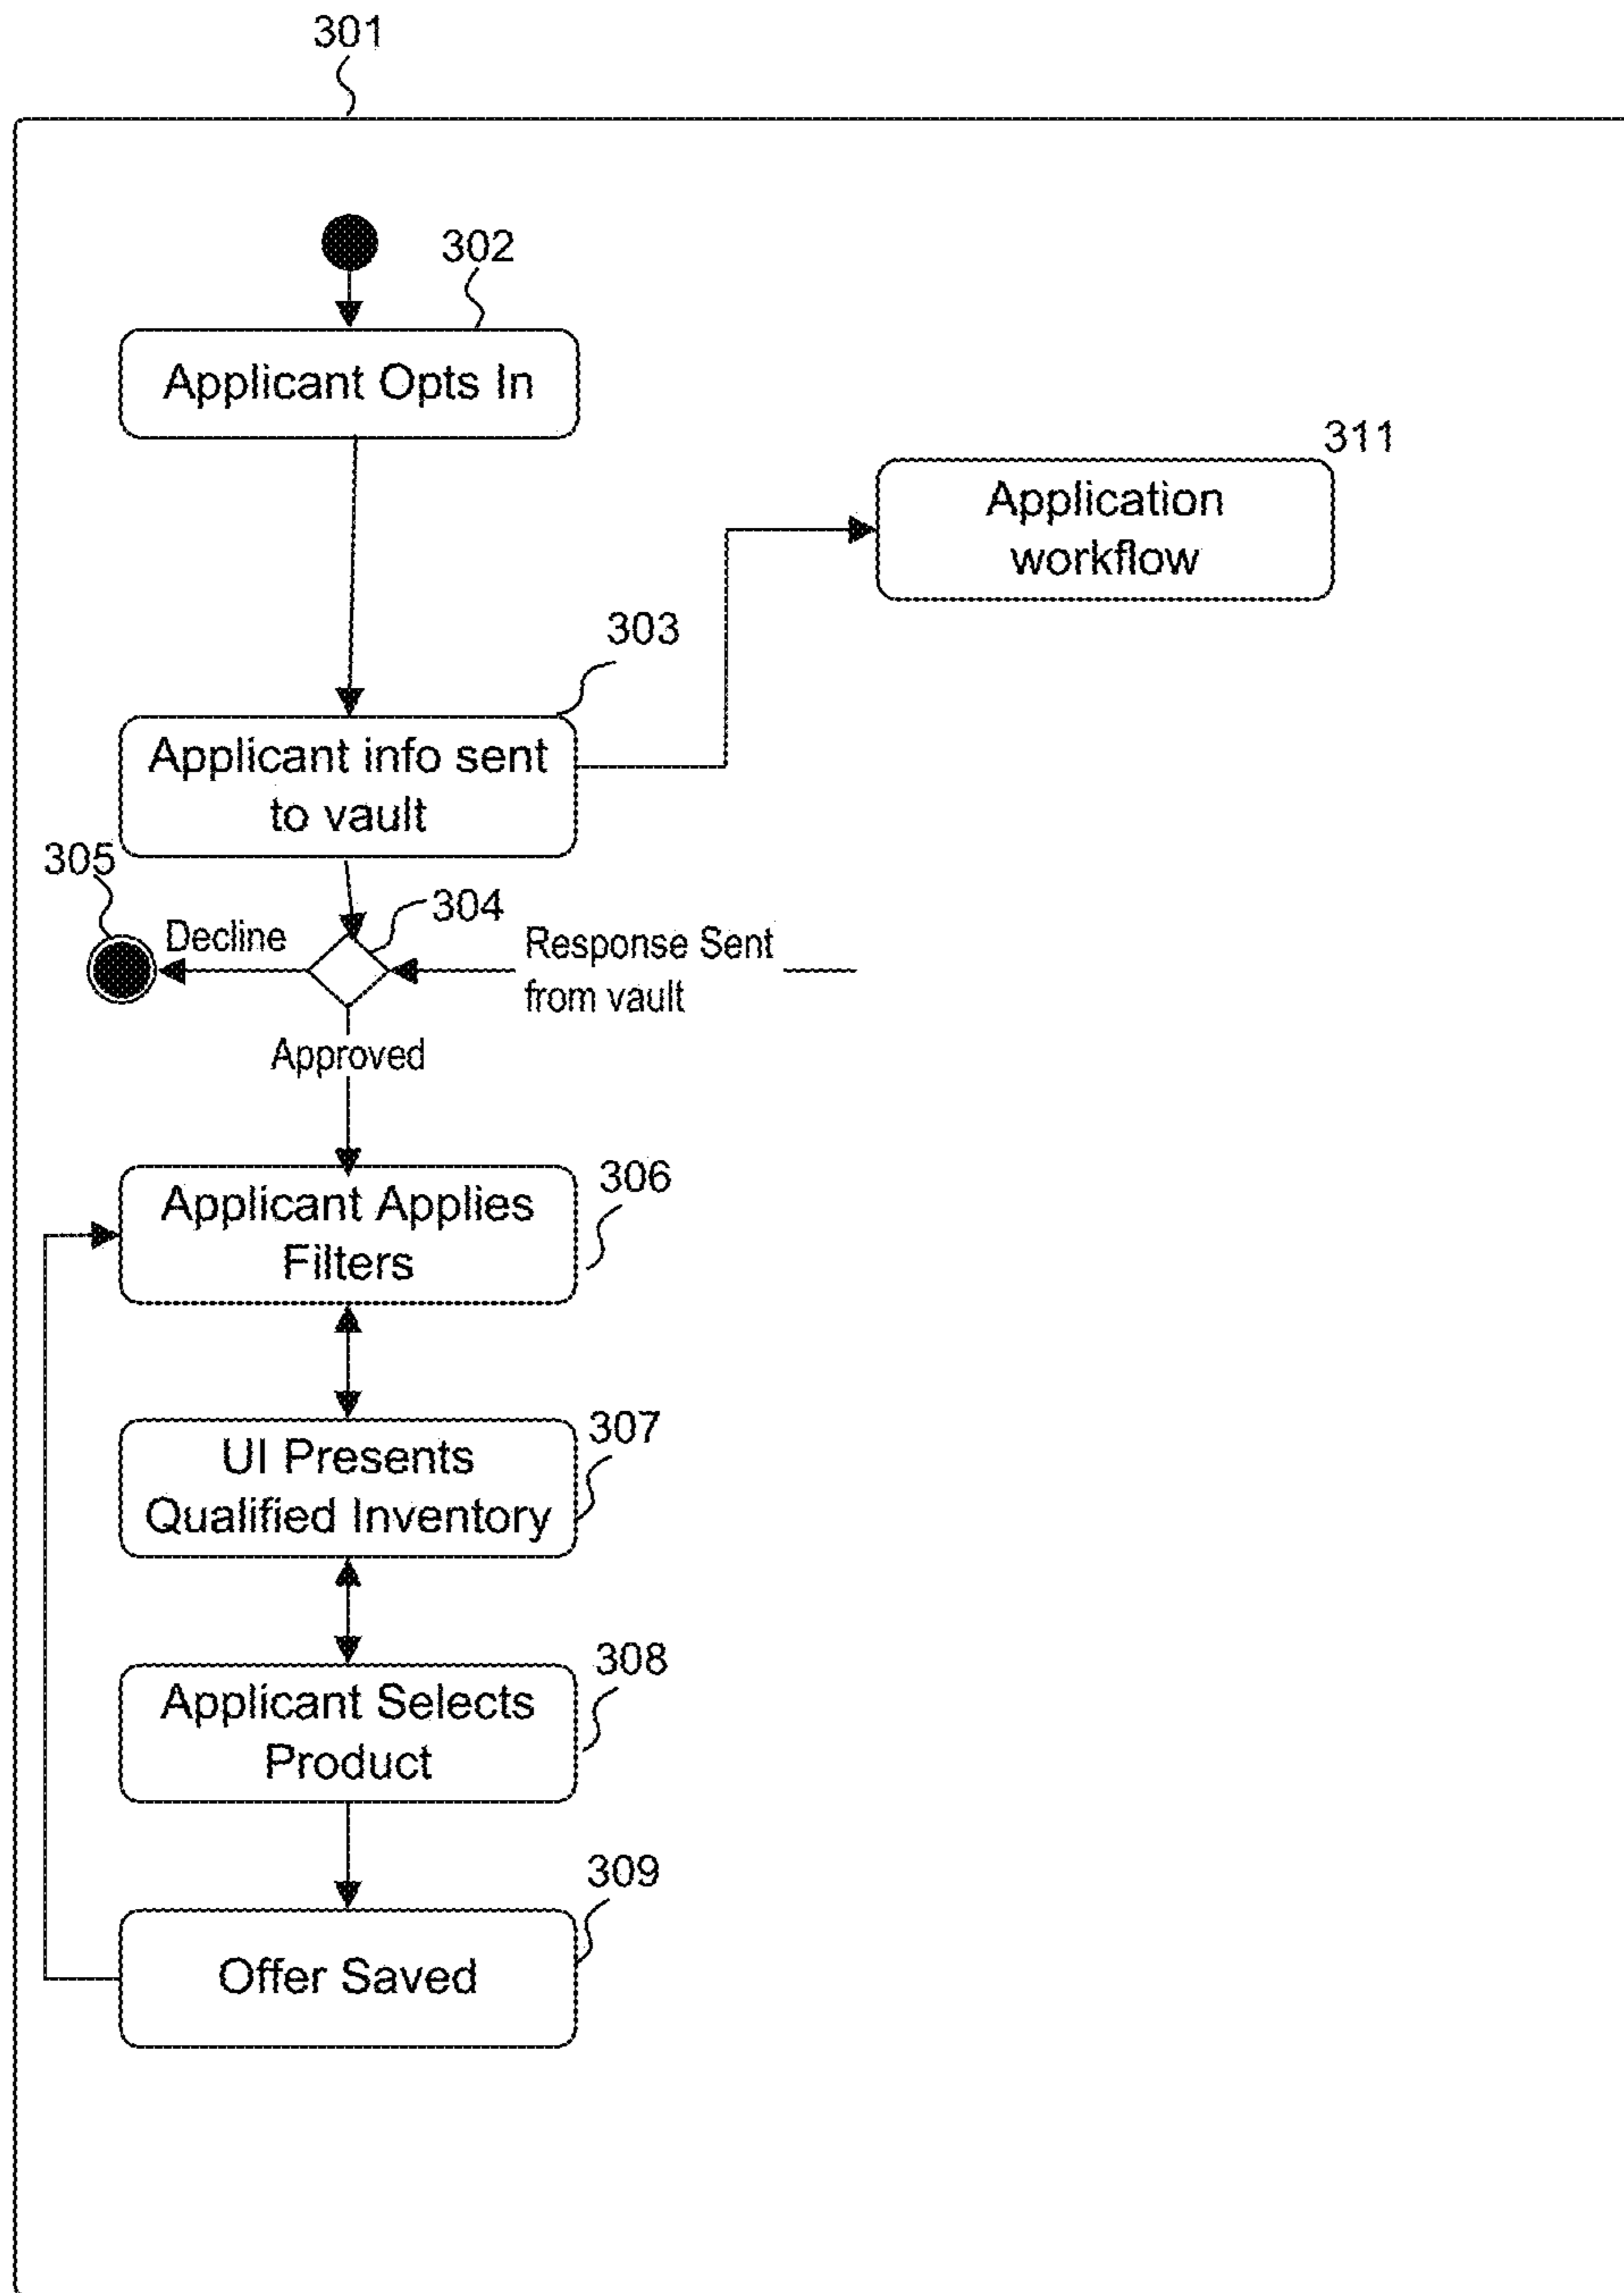 301
302
Applicant Opts In
311
Application
workflow
303
Applicant info sent
to vault
305
Decline
304
Response Sent
from vault
Approved
306
Applicant Applies
Filters
307
UI Presents
Qualified Inventory
308
Applicant Selects
Product
309
Offer Saved